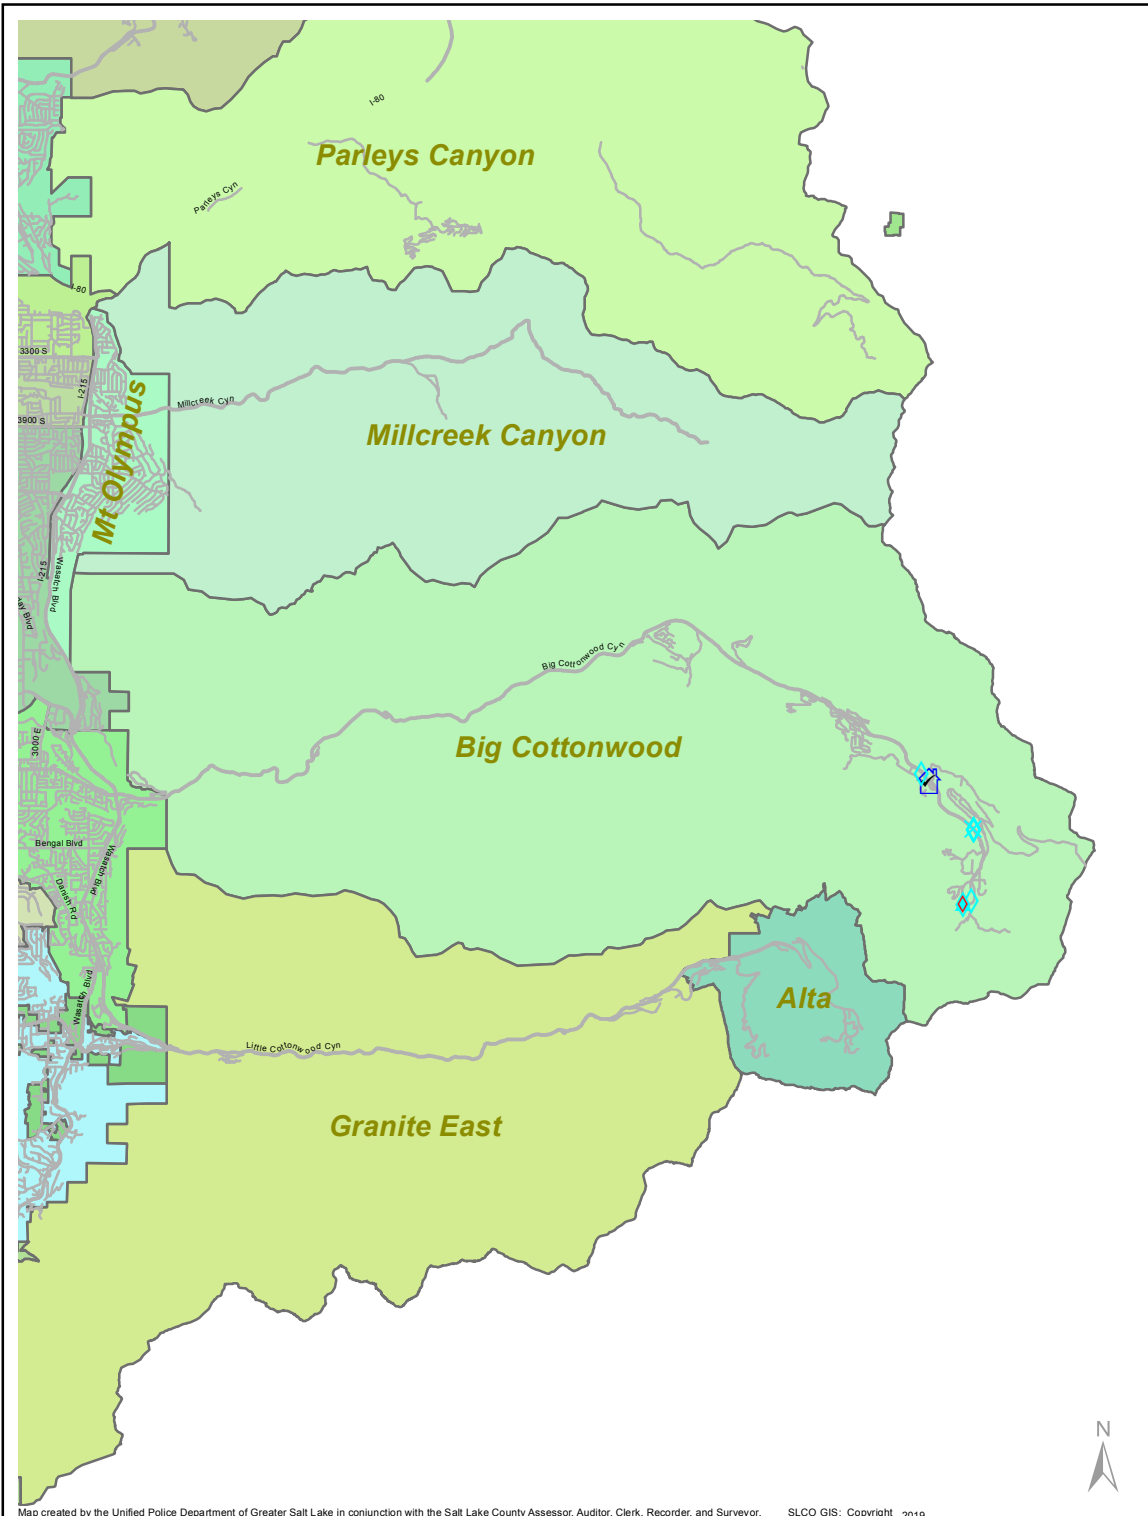 I-80
Parleys Canyon
Parleys Cyn
I-80
3300 S
I-215
Mt Olympus
Millcreek Cyn
3900 S
Millcreek Canyon
I-215
Wasatch Blvd
Blvd
Big Cottonwood Cyn
3000 E
Big Cottonwood
Bengal Blvd
Wasatch Blvd
Danish Rd
Wasatch Blvd
Alta
Little Cottonwood Cyn
Granite East
N
Map created by the Unified Police Department of Greater Salt Lake in conjunction with the Salt Lake County Assessor, Auditor, Clerk, Recorder, and Surveyor. SLCO GIS: Copyright 2019